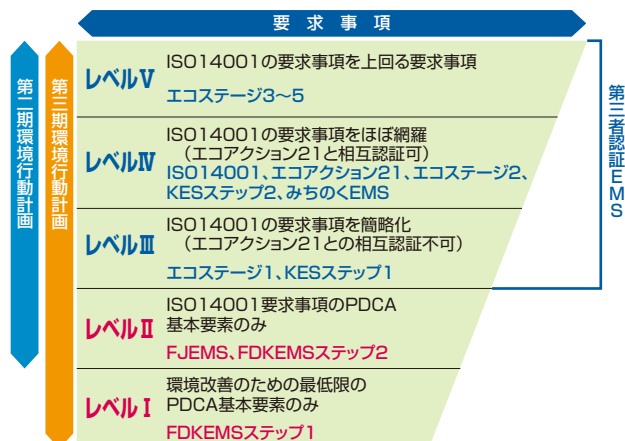 要求事項
第二期環境行動計画
第三期環境行動計画
レベルⅤ
ISO14001の要求事項を上回る要求事項
エコステージ3〜5
レベルⅣ
ISO14001の要求事項をほぼ網羅
（エコアクション21と相互認証可）
ISO14001、エコアクション21、エコステージ2、
KESステップ2、みちのくEMS
レベルⅢ
ISO14001の要求事項を簡略化
（エコアクション21との相互認証不可）
エコステージ1、KESステップ1
レベルⅡ
ISO14001要求事項のPDCA
基本要素のみ
FJEMS、FDKEMSステップ2
レベルⅠ
環境改善のための最低限の
PDCA基本要素のみ
FDKEMSステップ1
第三者認証EMS